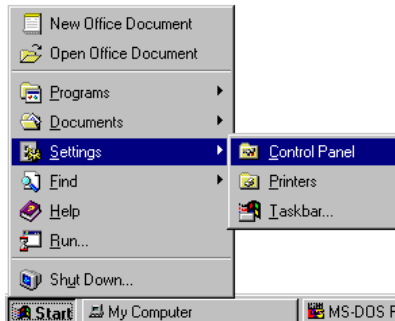 New Office Document
Open Office Document
Programs
Documents
Settings
Control Panel
Find
Printers
Help
Taskbar...
Run...
Shut Down...
Start My Computer MS-DOS